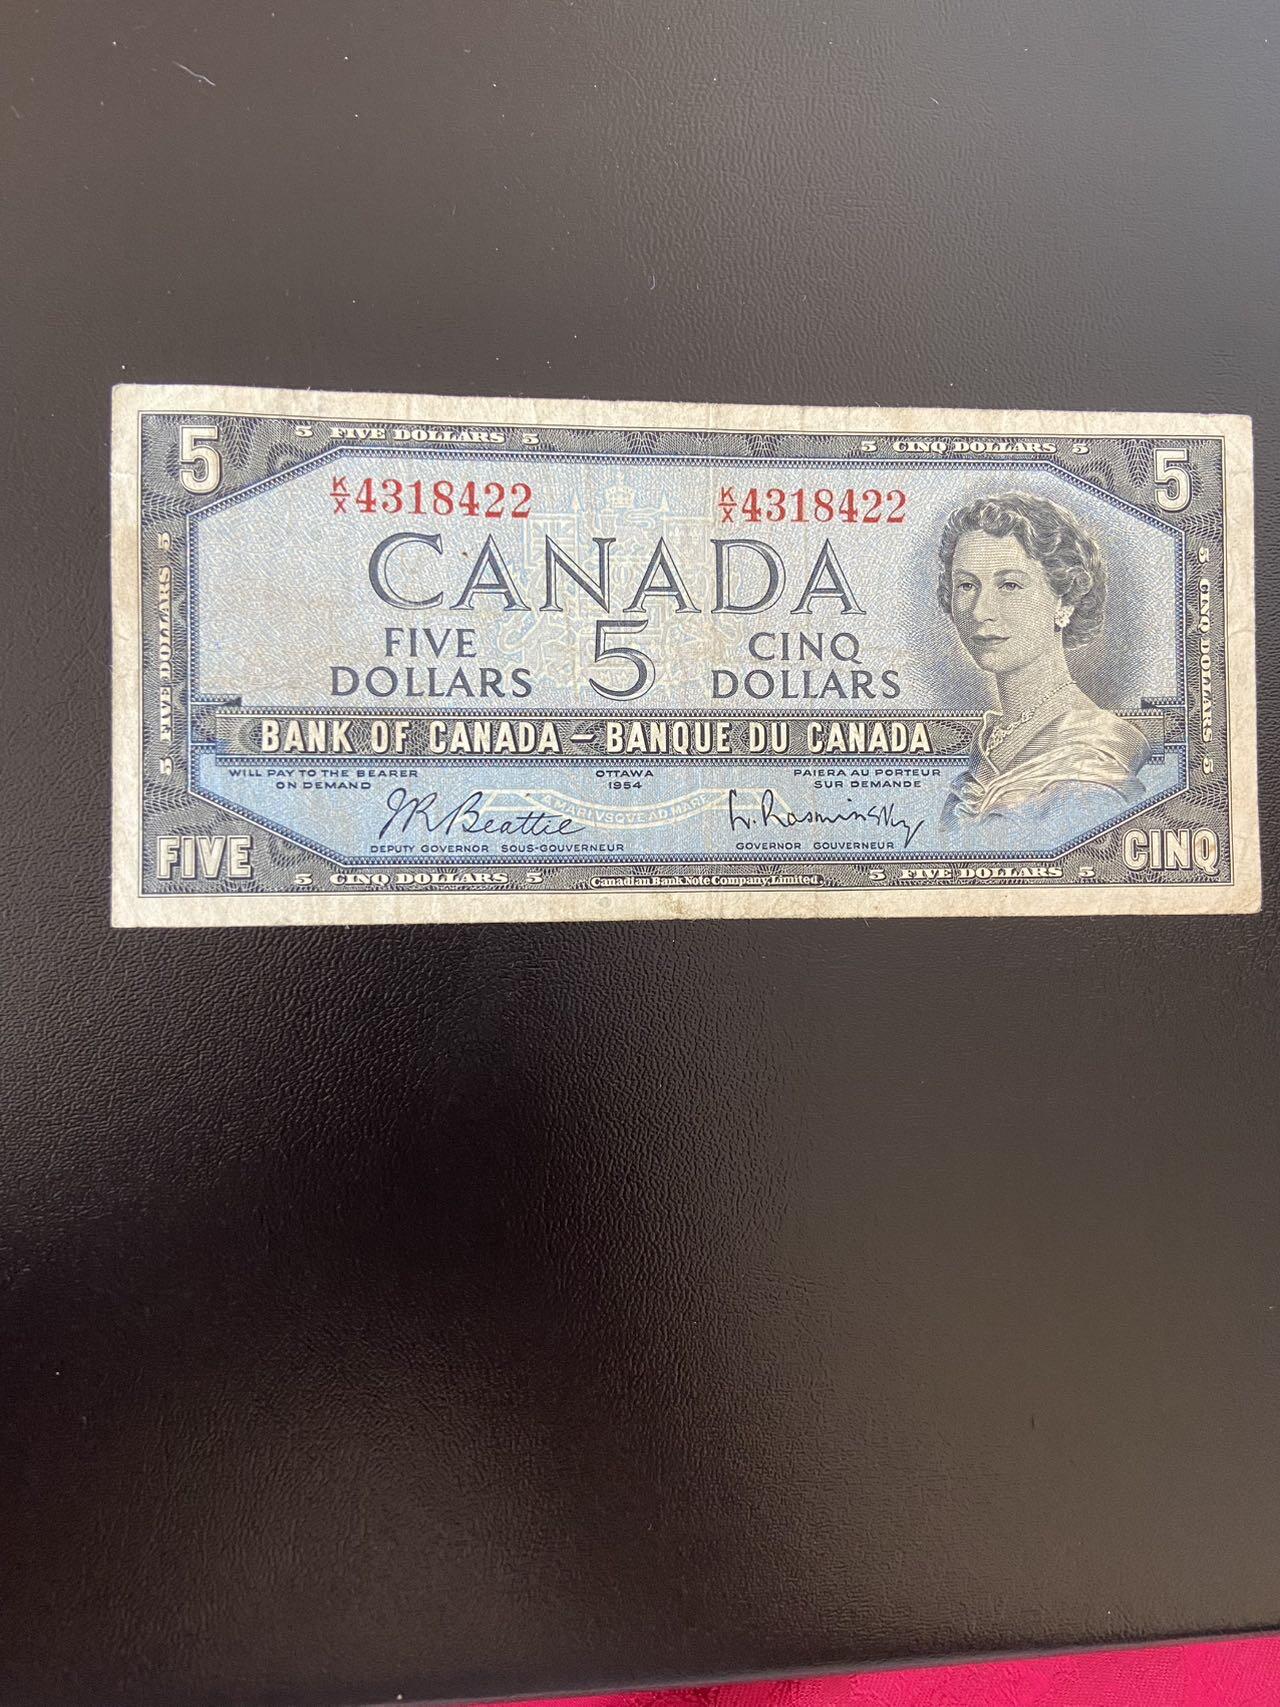 5 5 FIVE DOLLARS 5 5 CINQ DOLLARS 5 5
K/X 4318422 K/X 4318422
CANADA
FIVE DOLLARS 5 CINQ DOLLARS
5 FIVE DOLLARS 5
5 CINQ DOLLARS 5
BANK OF CANADA – BANQUE DU CANADA
WILL PAY TO THE BEARER ON DEMAND
OTTAWA 1954
PAIERA AU PORTEUR SUR DEMANDE
A MARI VSQVE AD MARE
JR Beattie L. Rasminsky
DEPUTY GOVERNOR SOUS-GOUVERNEUR GOVERNOR GOUVERNEUR
FIVE CINQ
5 CINQ DOLLARS 5 Canadian Bank Note Company, Limited 5 FIVE DOLLARS 5